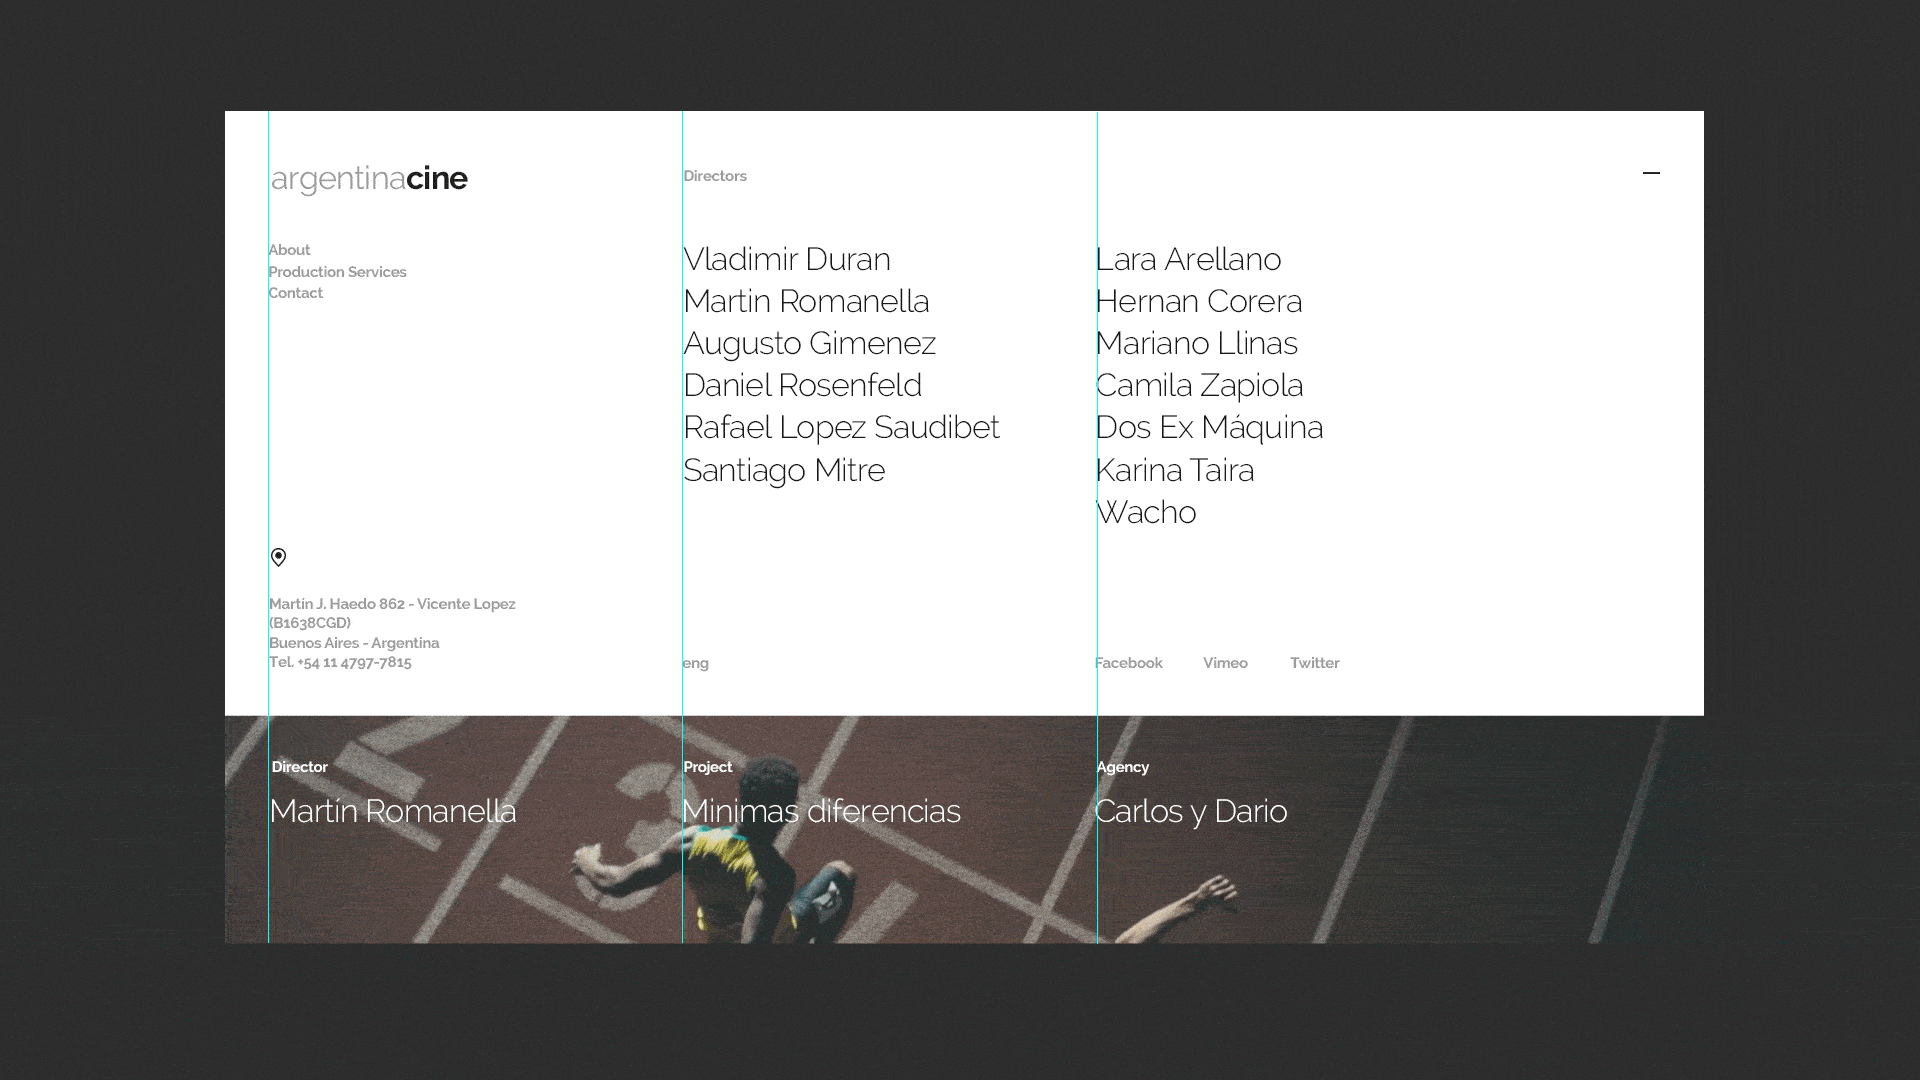 argentinacine
About
Production Services
Contact
Martín J. Haedo 862 - Vicente Lopez
(B1638CGD)
Buenos Aires - Argentina
Tel. +54 11 4797-7815
Directors
Vladimir Duran
Martin Romanella
Augusto Gimenez
Daniel Rosenfeld
Rafael Lopez Saudibet
Santiago Mitre
eng
Lara Arellano
Hernan Corera
Mariano Llinas
Camila Zapiola
Dos Ex Máquina
Karina Taira
Wacho
Facebook Vimeo Twitter
Director
Martín Romanella
Project
Minimas diferencias
Agency
Carlos y Dario